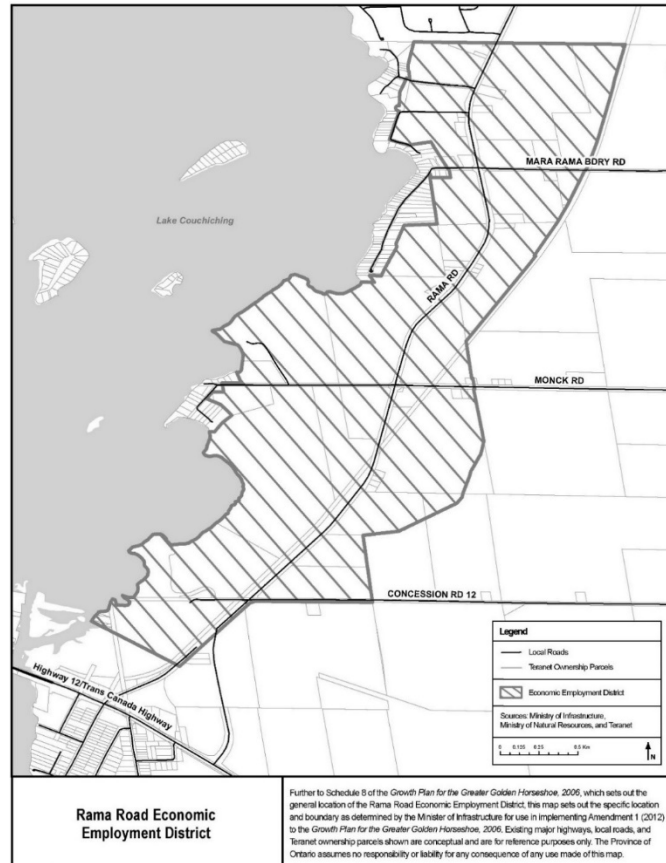 MARA RAMA BDRY RD
Lake Couchiching
RAMA RD
MONCK RD
CONCESSION RD 12
Highway 12/Trans Canada Highway
Legend
Local Roads
Teranet Ownership Parcels
Economic Employment District
Sources: Ministry of Infrastructure,
Ministry of Natural Resources, and Teranet
0 0.125 0.25 0.5 Km
N
Rama Road Economic
Employment District
Further to Schedule 8 of the Growth Plan for the Greater Golden Horseshoe, 2006, which sets out the
general location of the Rama Road Economic Employment District, this map sets out the specific location
and boundary as determined by the Minister of Infrastructure for use in implementing Amendment 1 (2012)
to the Growth Plan for the Greater Golden Horseshoe, 2006. Existing major highways, local roads, and
Teranet ownership parcels shown are conceptual and are for reference purposes only. The Province of
Ontario assumes no responsibility or liability for any consequence of any use made of this map.